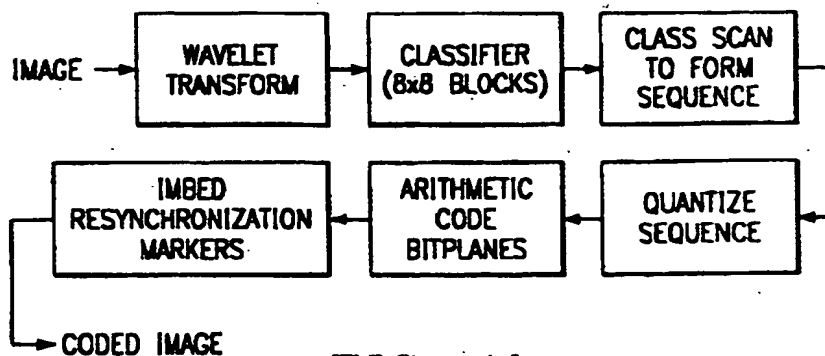 IMAGE
WAVELET
TRANSFORM
CLASSIFIER
(8x8 BLOCKS)
CLASS SCAN
TO FORM
SEQUENCE
QUANTIZE
SEQUENCE
ARITHMETIC
CODE
BITPLANES
IMBED
RESYNCHRONIZATION
MARKERS
CODED IMAGE